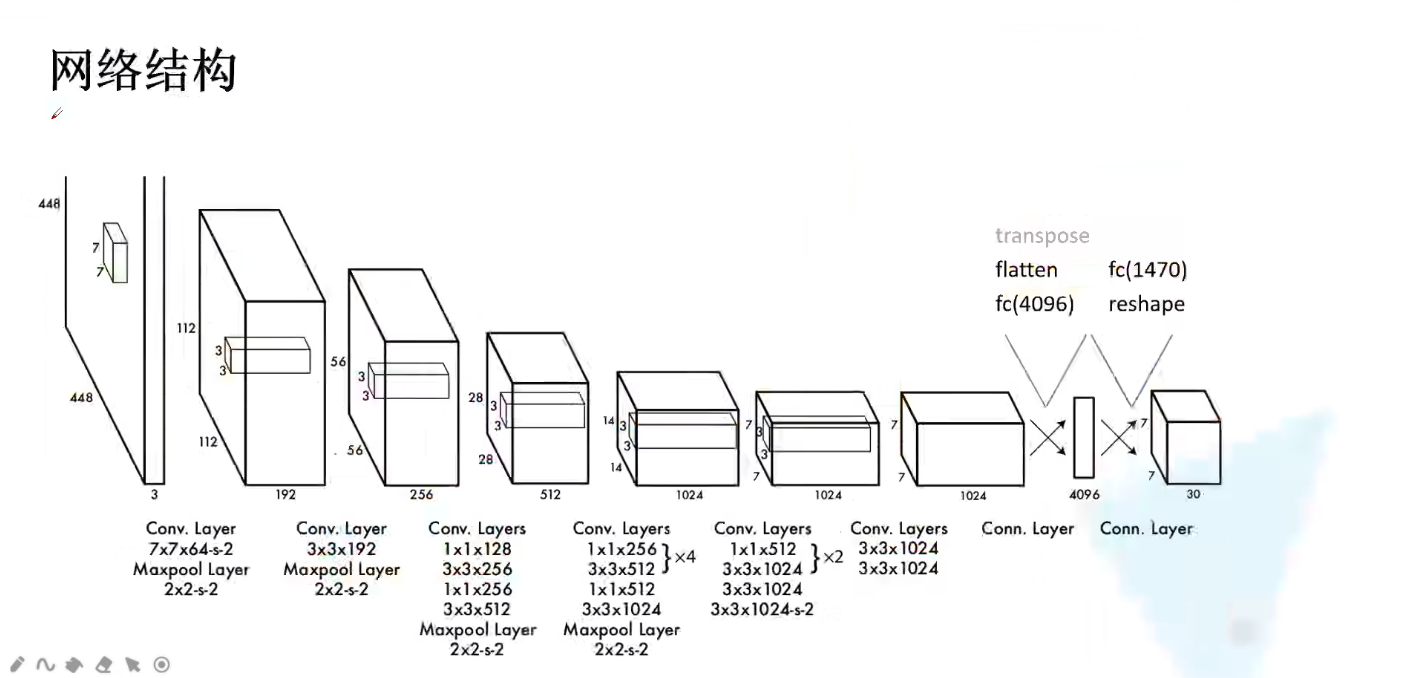 网络结构
448
7
7
448
3
112
3
3
112
192
56
3
3
56
256
28
3
3
28
512
14
3
3
14
1024
7
3
3
7
1024
7
7
1024
transpose
flatten
fc(4096)
fc(1470)
reshape
4096
7
7
30
Conv. Layer
7x7x64-s-2
Maxpool Layer
2x2-s-2
Conv. Layer
3x3x192
Maxpool Layer
2x2-s-2
Conv. Layers
1x1x128
3x3x256
1x1x256
3x3x512
Maxpool Layer
2x2-s-2
Conv. Layers
1x1x256
3x3x512
}×4
1x1x512
3x3x1024
Maxpool Layer
2x2-s-2
Conv. Layers
1x1x512
3x3x1024
}×2
3x3x1024
3x3x1024-s-2
Conv. Layers
3x3x1024
3x3x1024
Conn. Layer
Conn. Layer